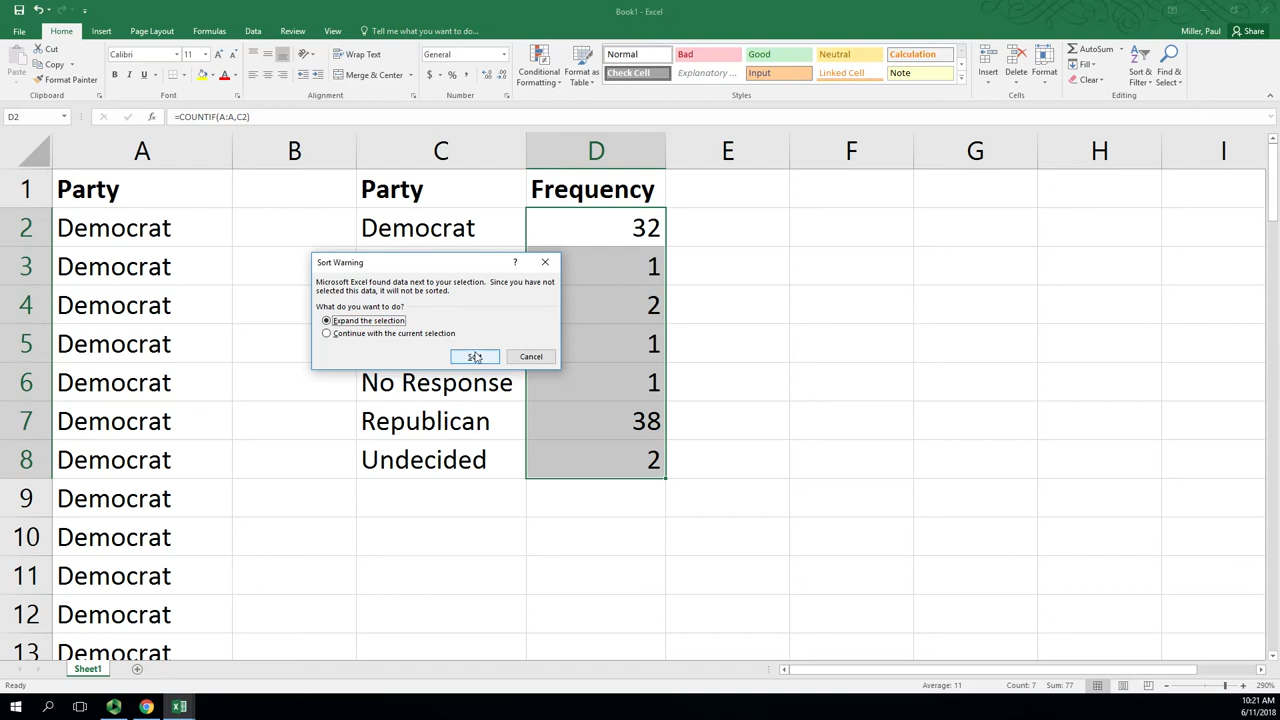 Book1 - Excel
Miller, Paul
Share
File Home Insert Page Layout Formulas Data Review View Tell me what you want to do...
Paste
Cut
Copy
Format Painter
Clipboard
Calibri 11
B I U
Font
Wrap Text
Merge & Center
Alignment
General
$ % ,
Number
Conditional Formatting
Format as Table
Normal Bad Good Neutral Calculation
Check Cell Explanatory ... Input Linked Cell Note
Styles
Insert Delete Format
Cells
AutoSum
Fill
Clear
Sort & Filter
Find & Select
Editing
D2 fx =COUNTIF(A:A,C2)
A B C D E F G H I
1 Party Party Frequency
2 Democrat Democrat 32
3 Democrat 1
4 Democrat 2
5 Democrat 1
6 Democrat No Response 1
7 Democrat Republican 38
8 Democrat Undecided 2
9 Democrat
10 Democrat
11 Democrat
12 Democrat
13 Democrat
Sort Warning ?
Microsoft Excel found data next to your selection. Since you have not
selected this data, it will not be sorted.
What do you want to do?
Expand the selection
Continue with the current selection
Cancel
Sheet1
Ready Average: 11 Count: 7 Sum: 77 290%
10:21 AM
6/11/2018